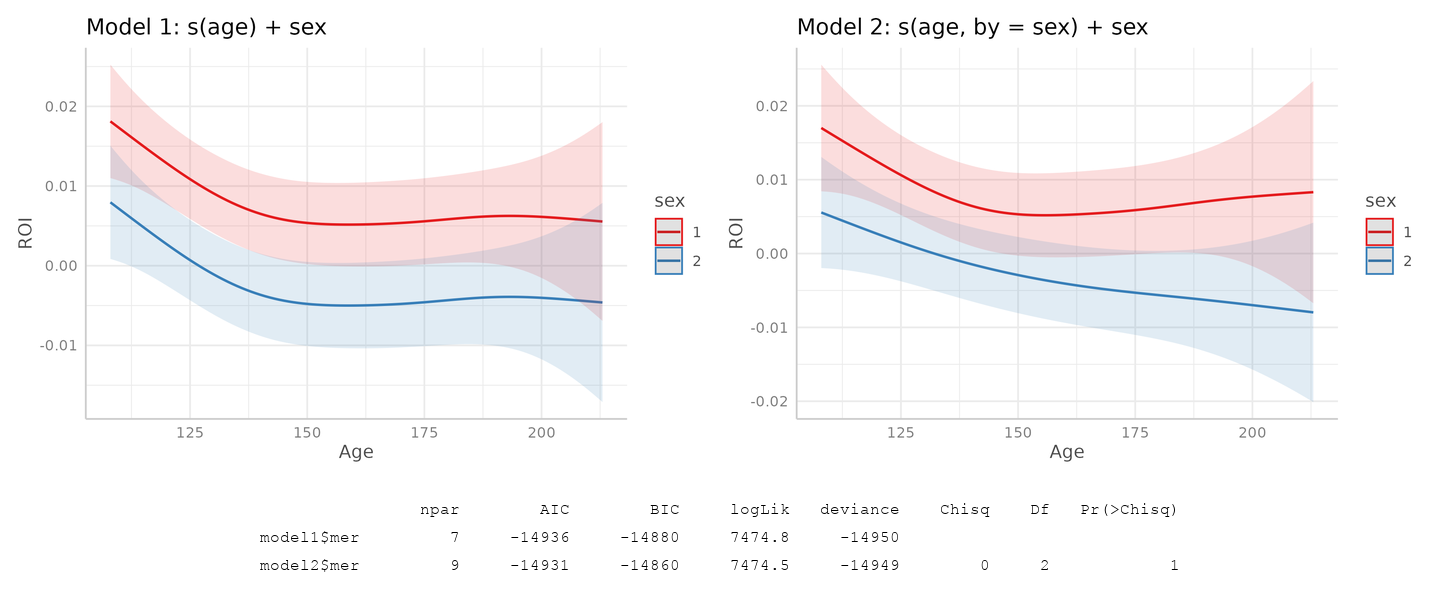 Model 1: s(age) + sex
ROI
0.02
0.01
0.00
-0.01
125 150 175 200
Age
sex
1
2
Model 2: s(age, by = sex) + sex
ROI
0.02
0.01
0.00
-0.01
-0.02
125 150 175 200
Age
sex
1
2
npar AIC BIC logLik deviance Chisq Df Pr(>Chisq)
model1$mer 7 -14936 -14880 7474.8 -14950
model2$mer 9 -14931 -14860 7474.5 -14949 0 2 1